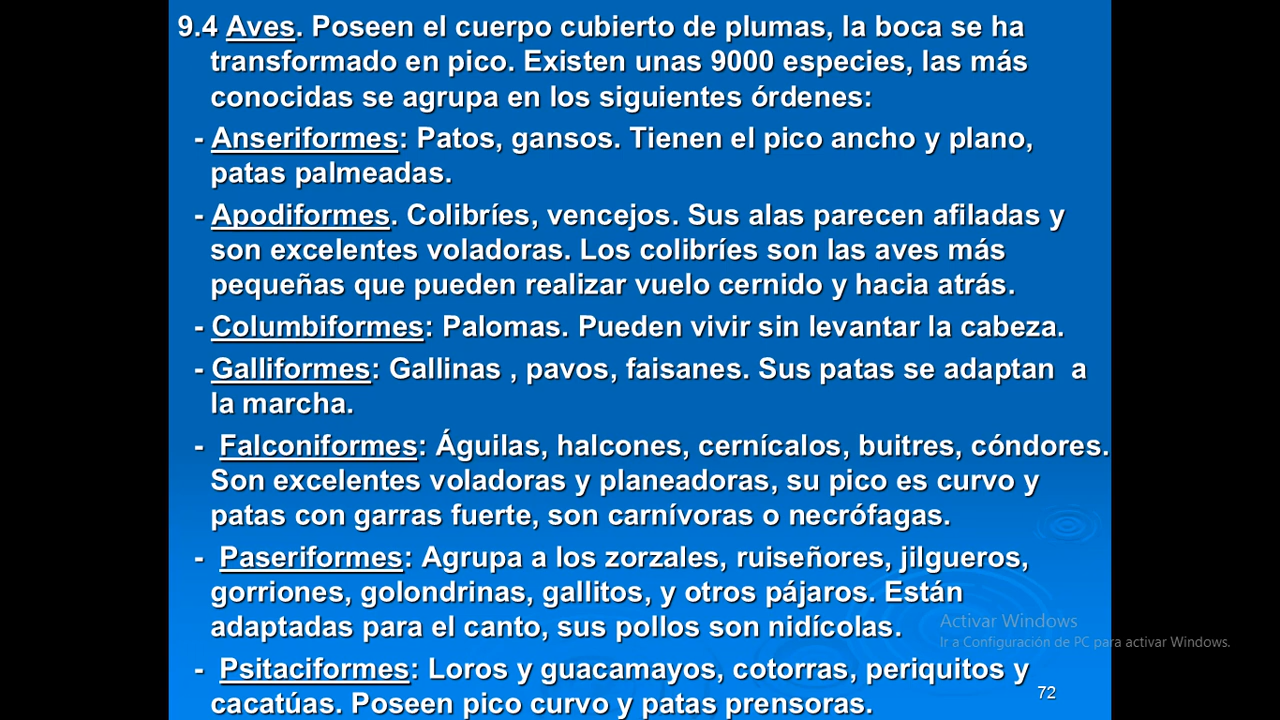 9.4 Aves. Poseen el cuerpo cubierto de plumas, la boca se ha
transformado en pico. Existen unas 9000 especies, las más
conocidas se agrupa en los siguientes órdenes:
- Anseriformes: Patos, gansos. Tienen el pico ancho y plano,
patas palmeadas.
- Apodiformes. Colibríes, vencejos. Sus alas parecen afiladas y
son excelentes voladoras. Los colibríes son las aves más
pequeñas que pueden realizar vuelo cernido y hacia atrás.
- Columbiformes: Palomas. Pueden vivir sin levantar la cabeza.
- Galliformes: Gallinas , pavos, faisanes. Sus patas se adaptan a
la marcha.
- Falconiformes: Águilas, halcones, cernícalos, buitres, cóndores.
Son excelentes voladoras y planeadoras, su pico es curvo y
patas con garras fuerte, son carnívoras o necrófagas.
- Paseriformes: Agrupa a los zorzales, ruiseñores, jilgueros,
gorriones, golondrinas, gallitos, y otros pájaros. Están
adaptadas para el canto, sus pollos son nidícolas.
- Psitaciformes: Loros y guacamayos, cotorras, periquitos y
cacatúas. Poseen pico curvo y patas prensoras.
Activar Windows
Ir a Configuración de PC para activar Windows.
72